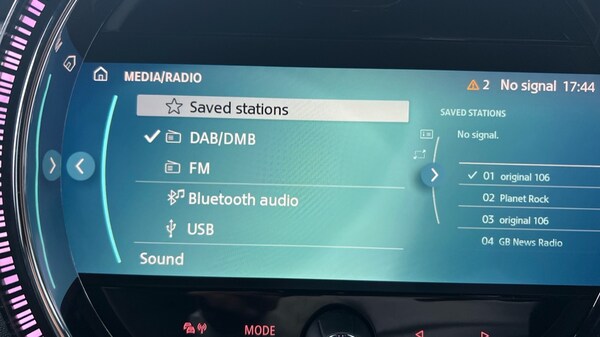 MEDIA/RADIO
2 No signal 17:44
Saved stations
DAB/DMB
FM
Bluetooth audio
USB
Sound
SAVED STATIONS
No signal.
01 original 106
02 Planet Rock
03 original 106
04 GB News Radio
MODE